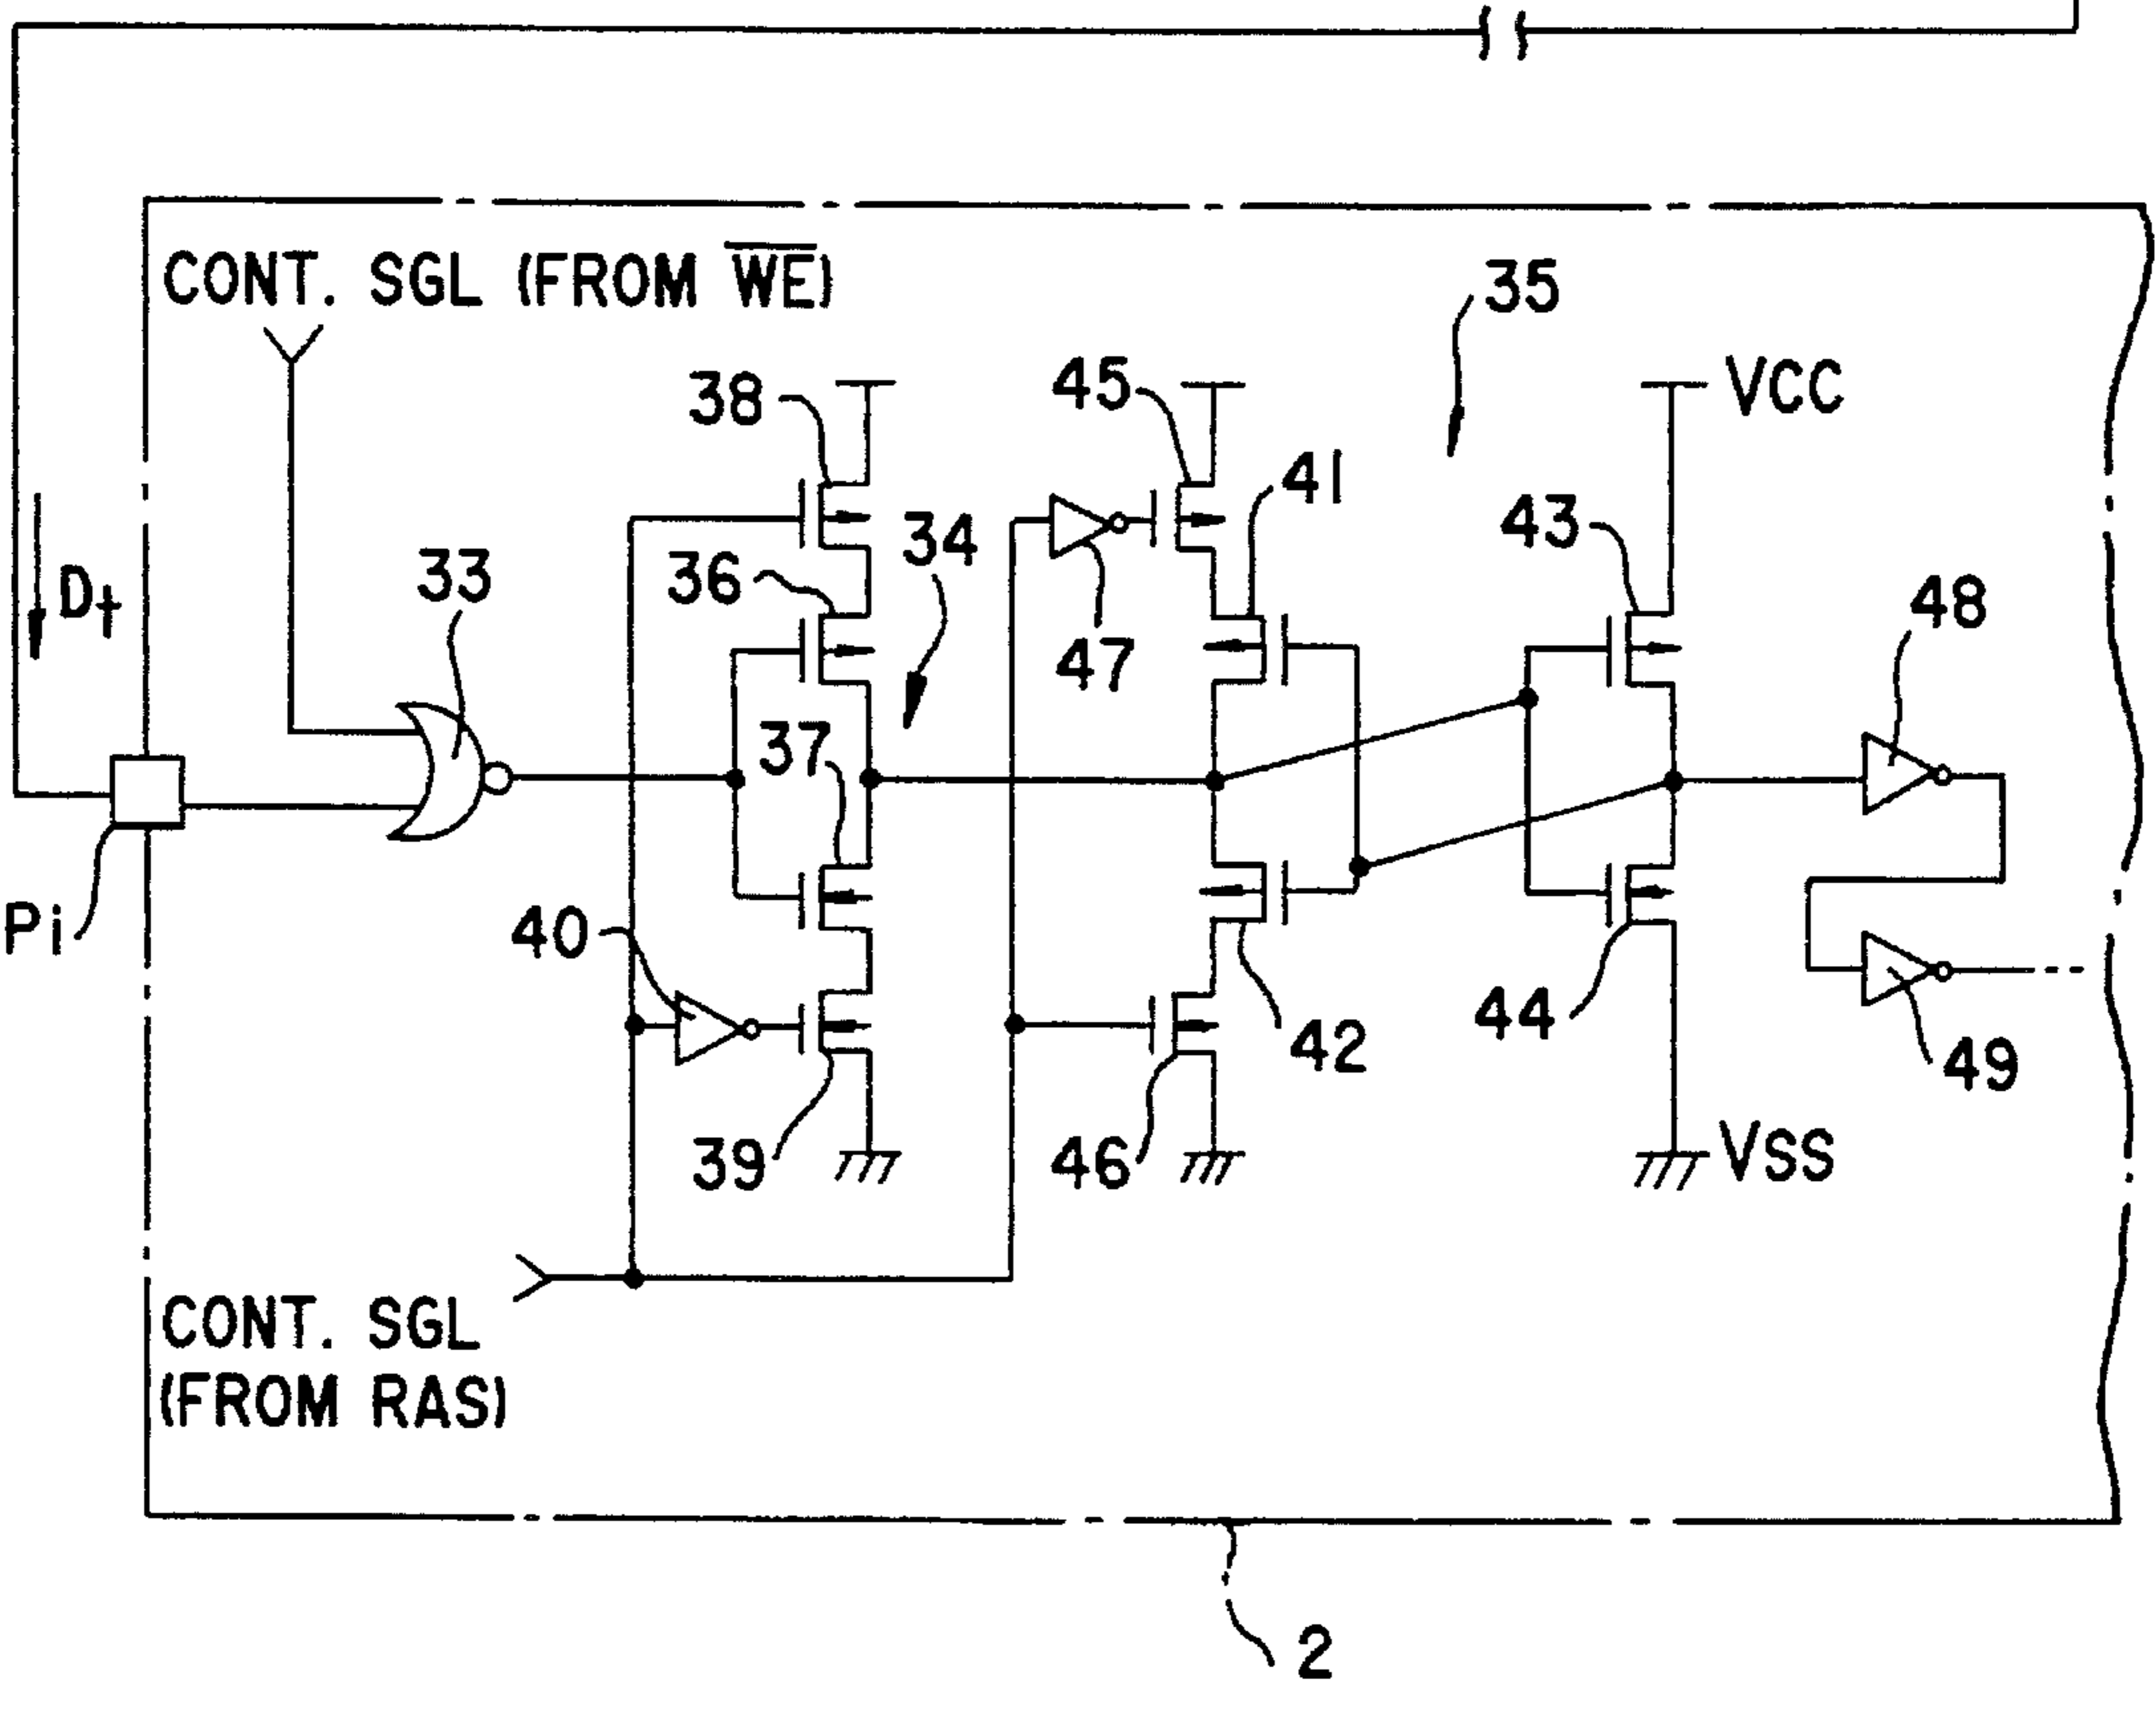 CONT. SGL (FROM W̅E̅)
35
38
45
VCC
41
43
34
33
36
48
Dt
47
37
40
Pi
44
42
49
39
46
VSS
CONT. SGL
(FROM RAS)
2